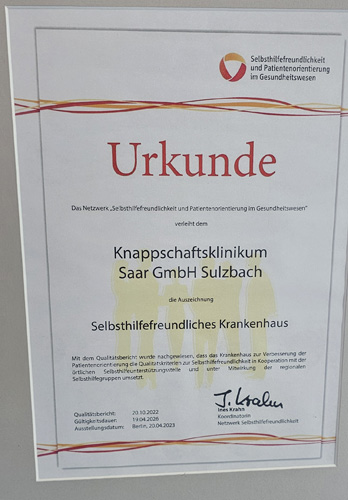 Selbsthilfefreundlichkeit
und Patientenorientierung
im Gesundheitswesen
Urkunde
Das Netzwerk „Selbsthilfefreundlichkeit und Patientenorientierung im Gesundheitswesen“
verleiht dem
Knappschaftsklinikum
Saar GmbH Sulzbach
die Auszeichnung
Selbsthilfefreundliches Krankenhaus
Mit dem Qualitätsbericht wurde nachgewiesen, dass das Krankenhaus zur Verbesserung der
Patientenorientierung die Qualitätskriterien zur Selbsthilfefreundlichkeit in Kooperation mit der
örtlichen Selbsthilfeunterstützungsstelle und unter Mitwirkung der regionalen
Selbsthilfegruppen umsetzt.
Qualitätsbericht: 20.10.2022
Gültigkeitsdauer: 19.04.2026
Ausstellungsdatum: Berlin, 20.04.2023
I. Krahn
Ines Krahn
Koordinatorin
Netzwerk Selbsthilfefreundlichkeit